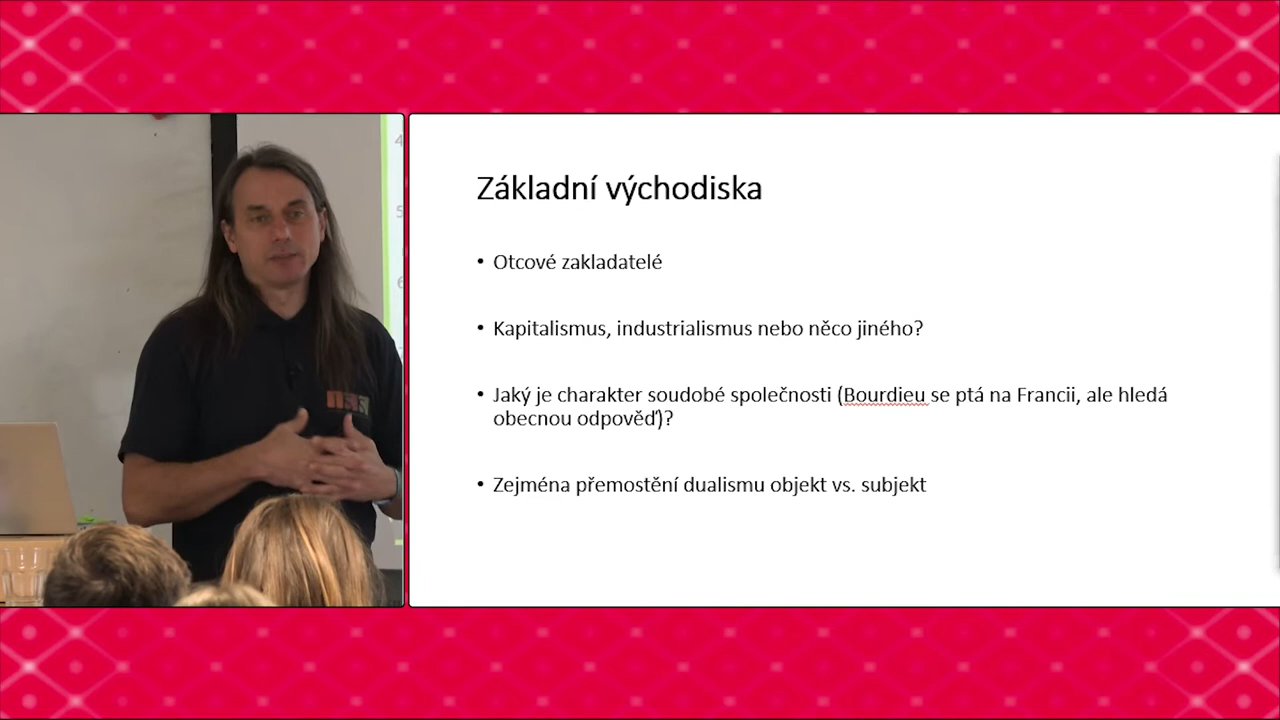 Základní východiska
• Otcové zakladatelé
• Kapitalismus, industrialismus nebo něco jiného?
• Jaký je charakter soudobé společnosti (Bourdieu se ptá na Francii, ale hledá
obecnou odpověď)?
• Zejména přemostění dualismu objekt vs. subjekt